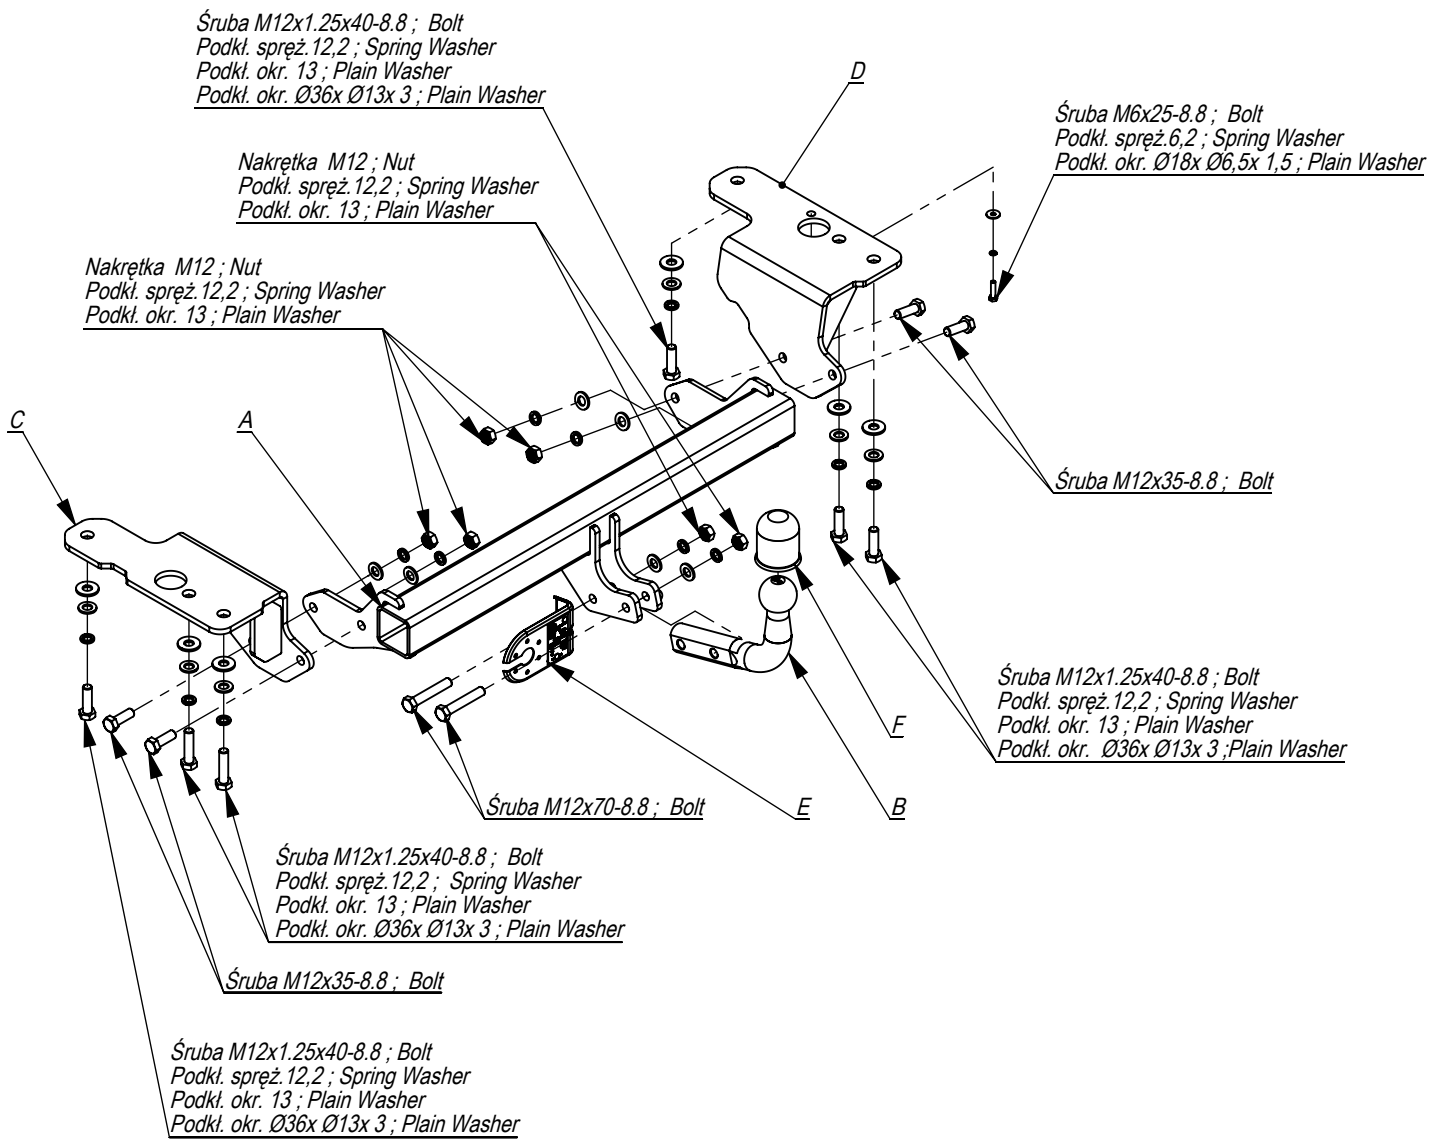 Śruba M12x1.25x40-8.8 ; Bolt
Podkł. spręż.12,2 ; Spring Washer
Podkł. okr. 13 ; Plain Washer
Podkł. okr. Ø36x Ø13x 3 ; Plain Washer
D
Śruba M6x25-8.8 ; Bolt
Podkł. spręż.6,2 ; Spring Washer
Podkł. okr. Ø18x Ø6,5x 1,5 ; Plain Washer
Nakrętka M12 ; Nut
Podkł. spręż.12,2 ; Spring Washer
Podkł. okr. 13 ; Plain Washer
Nakrętka M12 ; Nut
Podkł. spręż.12,2 ; Spring Washer
Podkł. okr. 13 ; Plain Washer
C
A
Śruba M12x35-8.8 ; Bolt
Śruba M12x1.25x40-8.8 ; Bolt
Podkł. spręż.12,2 ; Spring Washer
Podkł. okr. 13 ; Plain Washer
Podkł. okr. Ø36x Ø13x 3 ;Plain Washer
F
Śruba M12x70-8.8 ; Bolt
E
B
Śruba M12x1.25x40-8.8 ; Bolt
Podkł. spręż.12,2 ; Spring Washer
Podkł. okr. 13 ; Plain Washer
Podkł. okr. Ø36x Ø13x 3 ; Plain Washer
Śruba M12x35-8.8 ; Bolt
Śruba M12x1.25x40-8.8 ; Bolt
Podkł. spręż.12,2 ; Spring Washer
Podkł. okr. 13 ; Plain Washer
Podkł. okr. Ø36x Ø13x 3 ; Plain Washer